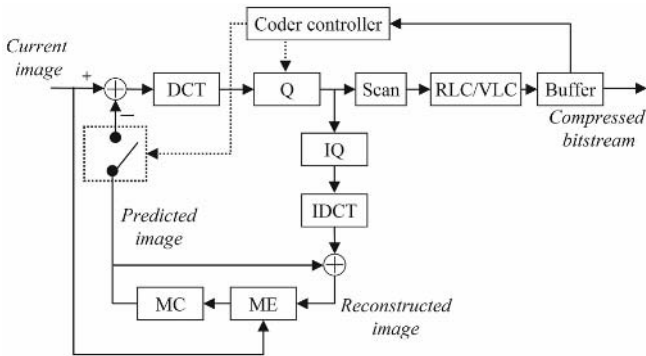 Coder controller
Current
image
+
DCT
Q
Scan
RLC/VLC
Buffer
Compressed
bitstream
−
IQ
IDCT
Predicted
image
MC
ME
Reconstructed
image